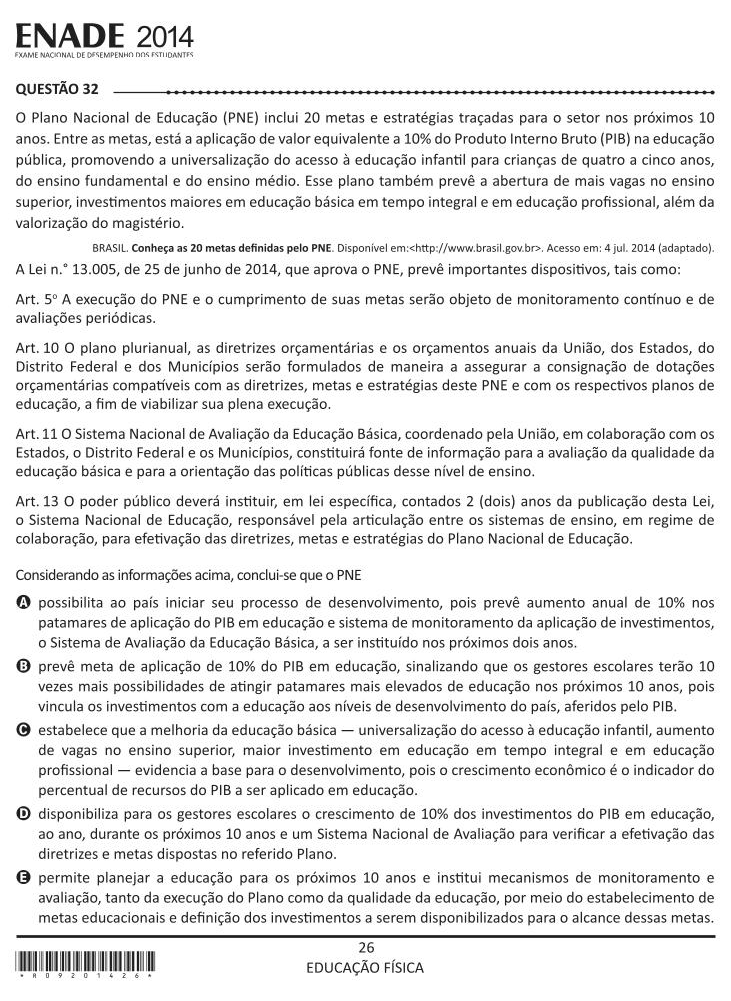 ENADE 2014
EXAME NACIONAL DE DESEMPENHO DOS ESTUDANTES
QUESTÃO 32
O Plano Nacional de Educação (PNE) inclui 20 metas e estratégias traçadas para o setor nos próximos 10
anos. Entre as metas, está a aplicação de valor equivalente a 10% do Produto Interno Bruto (PIB) na educação
pública, promovendo a universalização do acesso à educação infantil para crianças de quatro a cinco anos,
do ensino fundamental e do ensino médio. Esse plano também prevê a abertura de mais vagas no ensino
superior, investimentos maiores em educação básica em tempo integral e em educação profissional, além da
valorização do magistério.
BRASIL. Conheça as 20 metas definidas pelo PNE. Disponível em:<http://www.brasil.gov.br>. Acesso em: 4 jul. 2014 (adaptado).
A Lei n.° 13.005, de 25 de junho de 2014, que aprova o PNE, prevê importantes dispositivos, tais como:
Art. 5º A execução do PNE e o cumprimento de suas metas serão objeto de monitoramento contínuo e de
avaliações periódicas.
Art. 10 O plano plurianual, as diretrizes orçamentárias e os orçamentos anuais da União, dos Estados, do
Distrito Federal e dos Municípios serão formulados de maneira a assegurar a consignação de dotações
orçamentárias compatíveis com as diretrizes, metas e estratégias deste PNE e com os respectivos planos de
educação, a fim de viabilizar sua plena execução.
Art. 11 O Sistema Nacional de Avaliação da Educação Básica, coordenado pela União, em colaboração com os
Estados, o Distrito Federal e os Municípios, constituirá fonte de informação para a avaliação da qualidade da
educação básica e para a orientação das políticas públicas desse nível de ensino.
Art. 13 O poder público deverá instituir, em lei específica, contados 2 (dois) anos da publicação desta Lei,
o Sistema Nacional de Educação, responsável pela articulação entre os sistemas de ensino, em regime de
colaboração, para efetivação das diretrizes, metas e estratégias do Plano Nacional de Educação.
Considerando as informações acima, conclui-se que o PNE
A possibilita ao país iniciar seu processo de desenvolvimento, pois prevê aumento anual de 10% nos
patamares de aplicação do PIB em educação e sistema de monitoramento da aplicação de investimentos,
o Sistema de Avaliação da Educação Básica, a ser instituído nos próximos dois anos.
B prevê meta de aplicação de 10% do PIB em educação, sinalizando que os gestores escolares terão 10
vezes mais possibilidades de atingir patamares mais elevados de educação nos próximos 10 anos, pois
vincula os investimentos com a educação aos níveis de desenvolvimento do país, aferidos pelo PIB.
C estabelece que a melhoria da educação básica — universalização do acesso à educação infantil, aumento
de vagas no ensino superior, maior investimento em educação em tempo integral e em educação
profissional — evidencia a base para o desenvolvimento, pois o crescimento econômico é o indicador do
percentual de recursos do PIB a ser aplicado em educação.
D disponibiliza para os gestores escolares o crescimento de 10% dos investimentos do PIB em educação,
ao ano, durante os próximos 10 anos e um Sistema Nacional de Avaliação para verificar a efetivação das
diretrizes e metas dispostas no referido Plano.
E permite planejar a educação para os próximos 10 anos e institui mecanismos de monitoramento e
avaliação, tanto da execução do Plano como da qualidade da educação, por meio do estabelecimento de
metas educacionais e definição dos investimentos a serem disponibilizados para o alcance dessas metas.
26
EDUCAÇÃO FÍSICA
* R 0 9 2 0 1 4 2 6 *